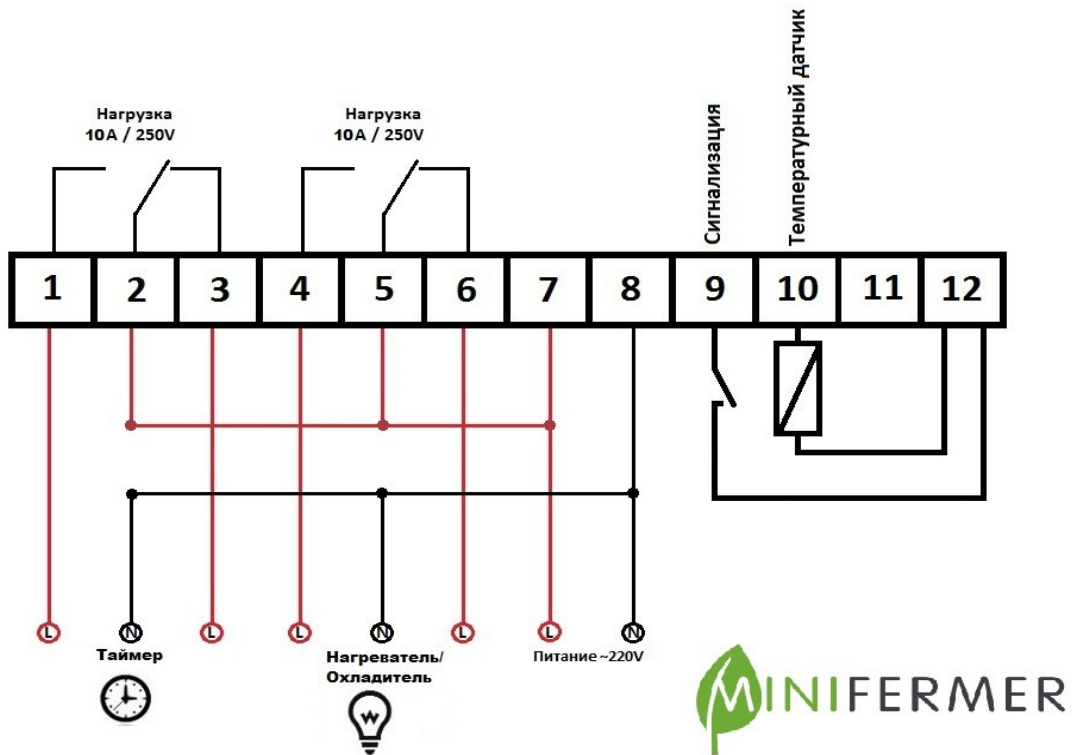 Нагрузка
10А / 250V
Нагрузка
10А / 250V
Сигнализация
Температурный датчик
1 2 3 4 5 6 7 8 9 10 11 12
L N L L N L L N
Таймер
Нагреватель/
Охладитель
Питание ~220V
MINIFERMER